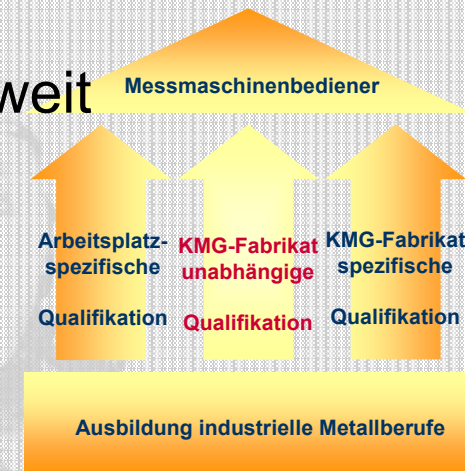 weit
Messmaschinenbediener
Arbeitsplatz-
spezifische
Qualifikation
KMG-Fabrikat
unabhängige
Qualifikation
KMG-Fabrikat
spezifische
Qualifikation
Ausbildung industrielle Metallberufe